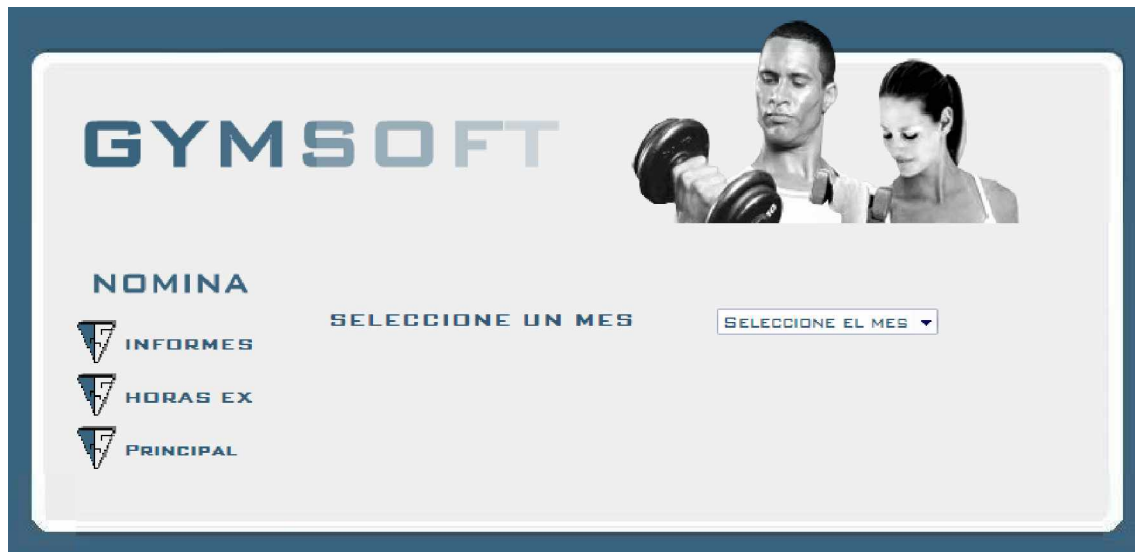 GYMSOFT
NOMINA
SELECCIONE UN MES
SELECCIONE EL MES
INFORMES
HORAS EX
PRINCIPAL